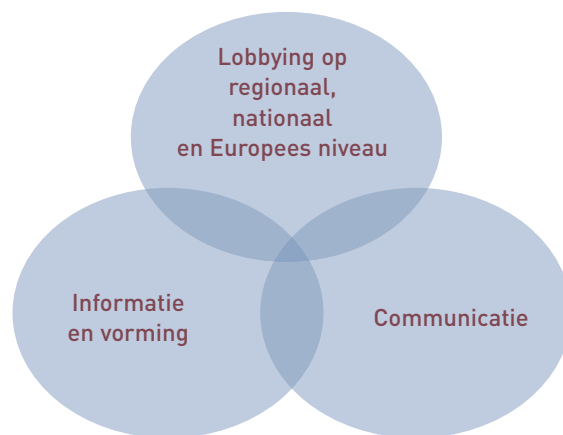 Lobbying op
regionaal,
nationaal
en Europees niveau
Informatie
en vorming
Communicatie